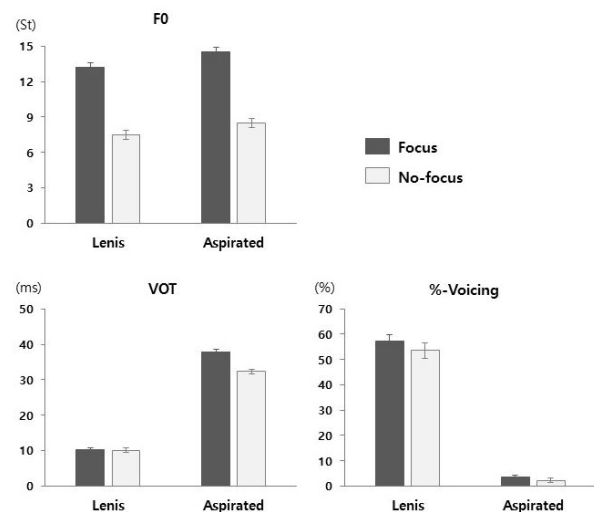 (St)
F0
15
12
9
6
3
0
Lenis Aspirated
Focus
No-focus
(ms)
VOT
50
40
30
20
10
0
Lenis Aspirated
(%)
%-Voicing
70
60
50
40
30
20
10
0
Lenis Aspirated